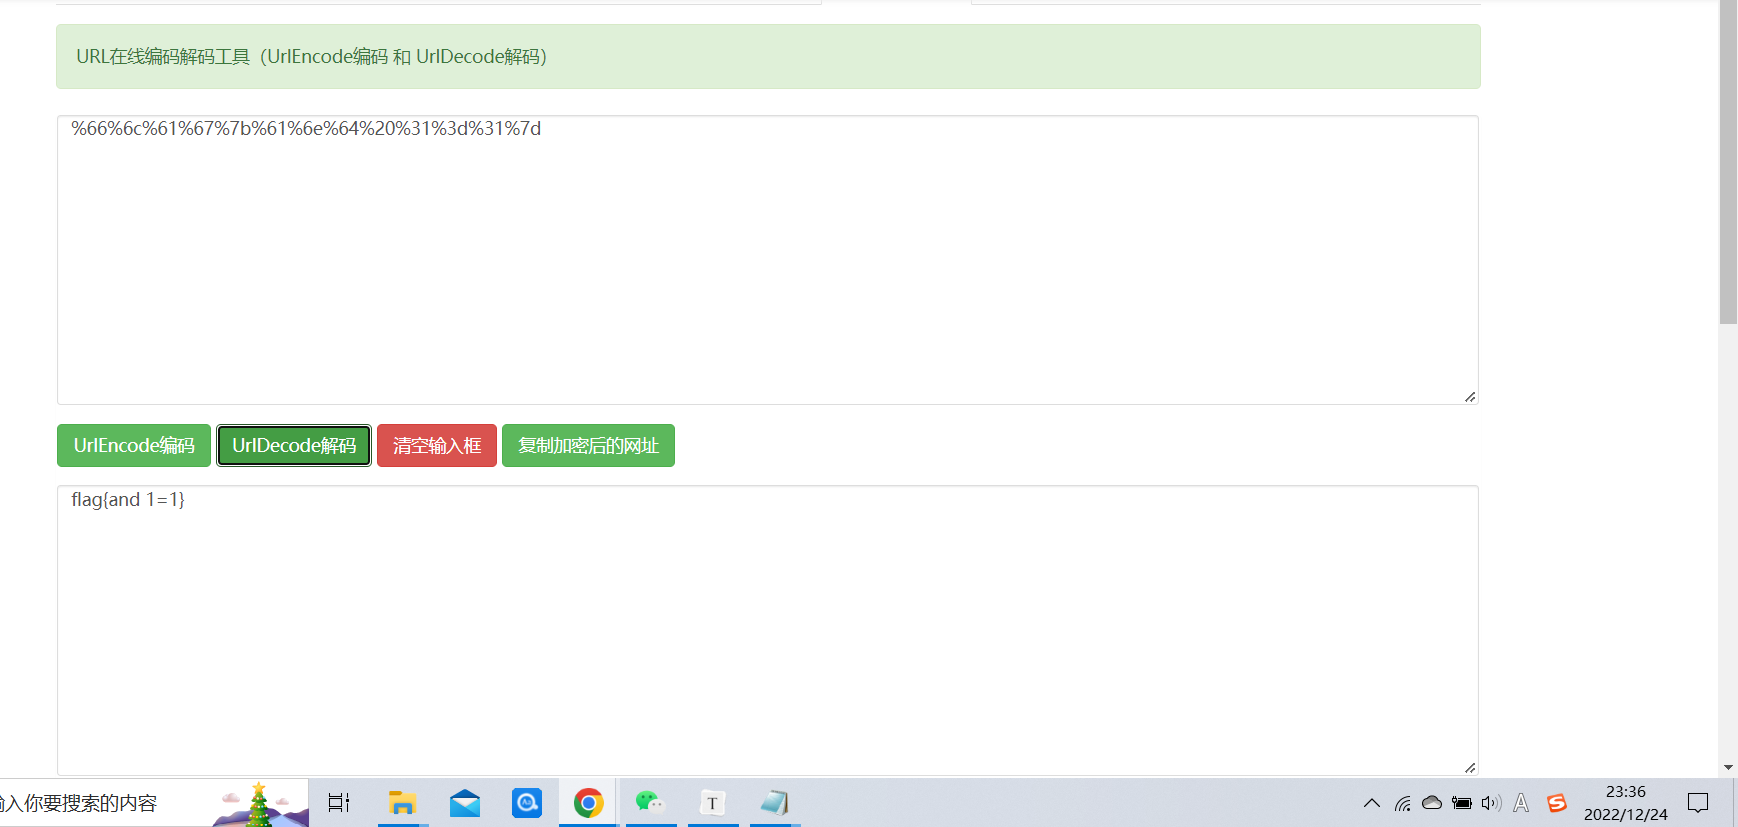 URL在线编码解码工具（UrlEncode编码 和 UrlDecode解码）
%66%6c%61%67%7b%61%6e%64%20%31%3d%31%7d
UrlEncode编码 UrlDecode解码 清空输入框 复制加密后的网址
flag{and 1=1}
入你要搜索的内容
T
A
S
23:36
2022/12/24